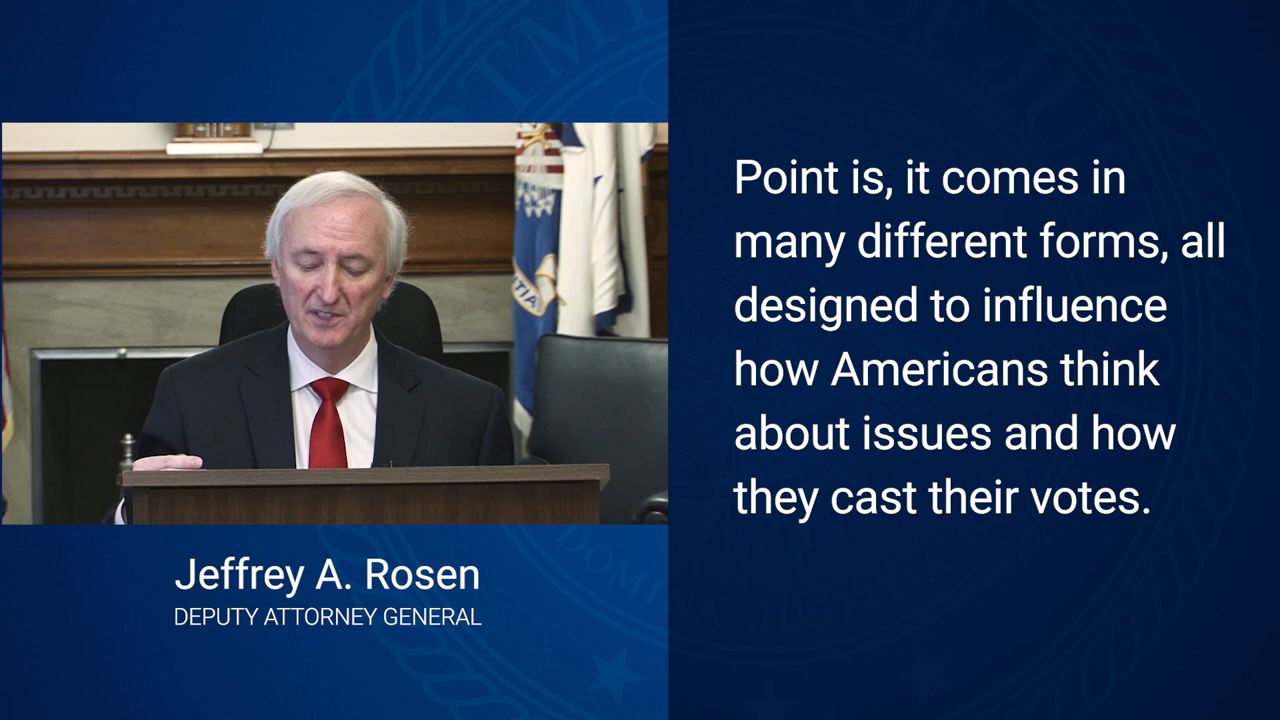 Point is, it comes in
many different forms, all
designed to influence
how Americans think
about issues and how
they cast their votes.
Jeffrey A. Rosen
DEPUTY ATTORNEY GENERAL